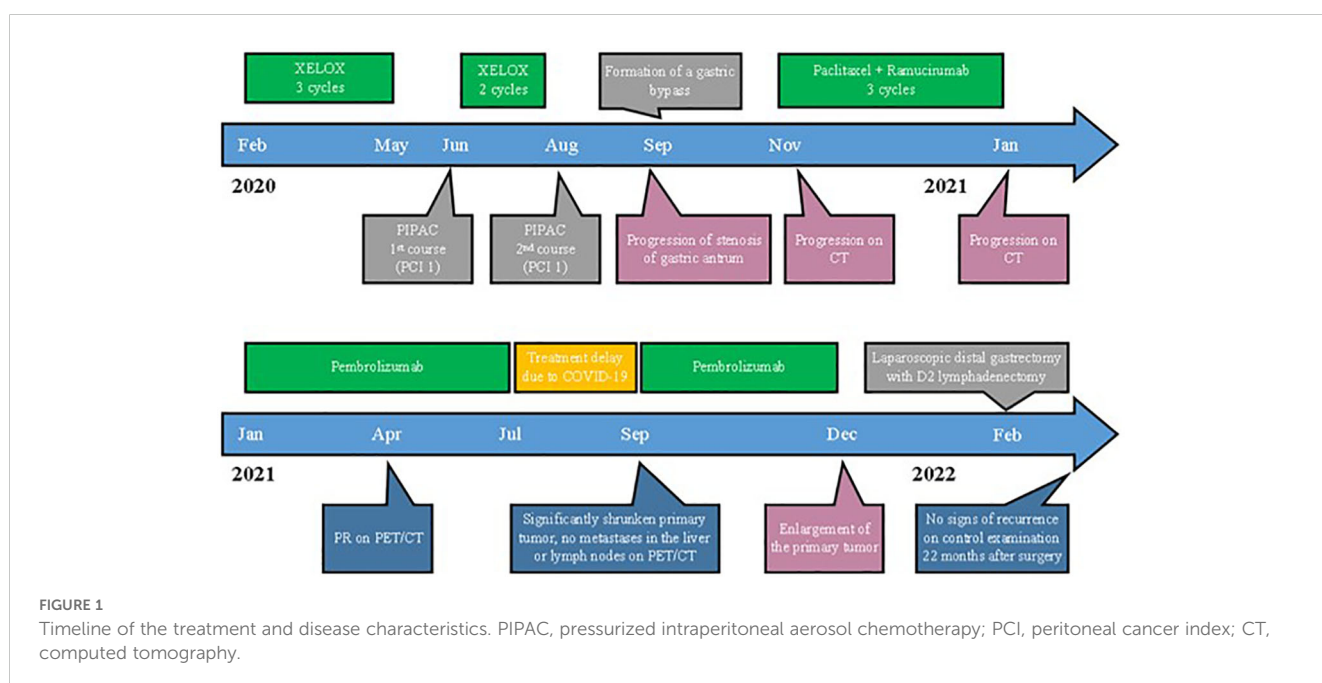 XELOX
3 cycles
XELOX
2 cycles
Formation of a gastric
bypass
Paclitaxel + Ramucirumab
3 cycles
Feb
May
Jun
Aug
Sep
Nov
Jan
2020
2021
PIPAC
1st course
(PCI 1)
PIPAC
2nd course
(PCI 1)
Progression of stenosis
of gastric antrum
Progression on
CT
Progression on
CT
Pembrolizumab
Treatment delay
due to COVID-19
Pembrolizumab
Laparoscopic distal gastrectomy
with D2 lymphadenectomy
Jan
Apr
Jul
Sep
Dec
Feb
2021
2022
PR on PET/CT
Significantly shrunken primary
tumor, no metastases in the liver
or lymph nodes on PET/CT
Enlargement of
the primary tumor
No signs of recurrence
on control examination
22 months after surgery
FIGURE 1
Timeline of the treatment and disease characteristics. PIPAC, pressurized intraperitoneal aerosol chemotherapy; PCI, peritoneal cancer index; CT,
computed tomography.